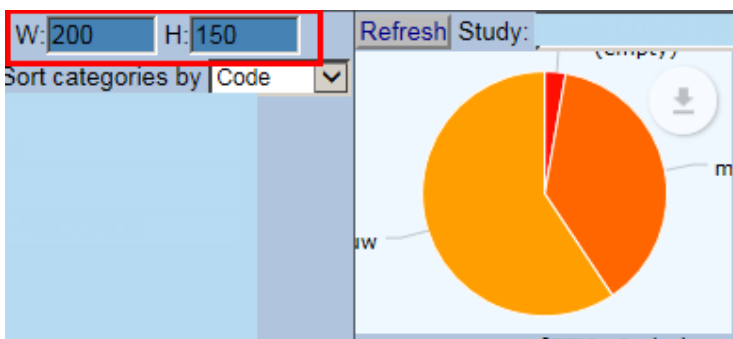 W: 200 H: 150
Refresh Study:
Sort categories by Code
(empty)
m
uw